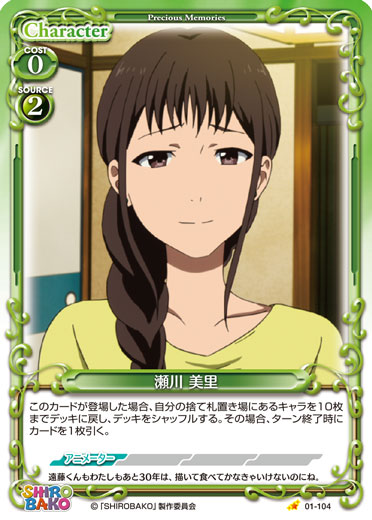 Precious Memories
Character
COST
0
SOURCE
2
瀬川 美里
このカードが登場した場合、自分の捨て札置き場にあるキャラを10枚
までデッキに戻し、デッキをシャッフルする。その場合、ターン終了時に
カードを1枚引く。
アニメーター
遠藤くんもわたしもあと30年は、描いて食べてかなきゃいけないのにね。
SHIRO
BAKO
©「SHIROBAKO」製作委員会
01-104